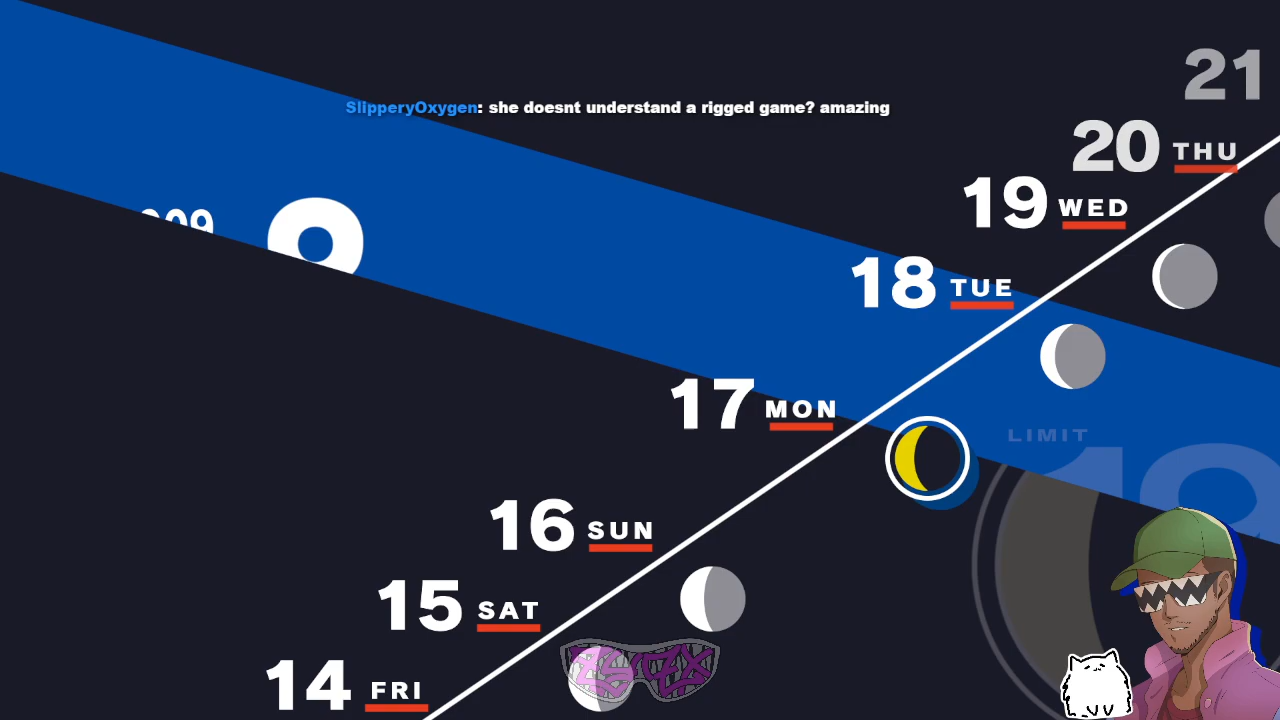 21
20 THU
SlipperyOxygen: she doesnt understand a rigged game? amazing
19 WED
18 TUE
17 MON
LIMIT
16 SUN
15 SAT
14 FRI